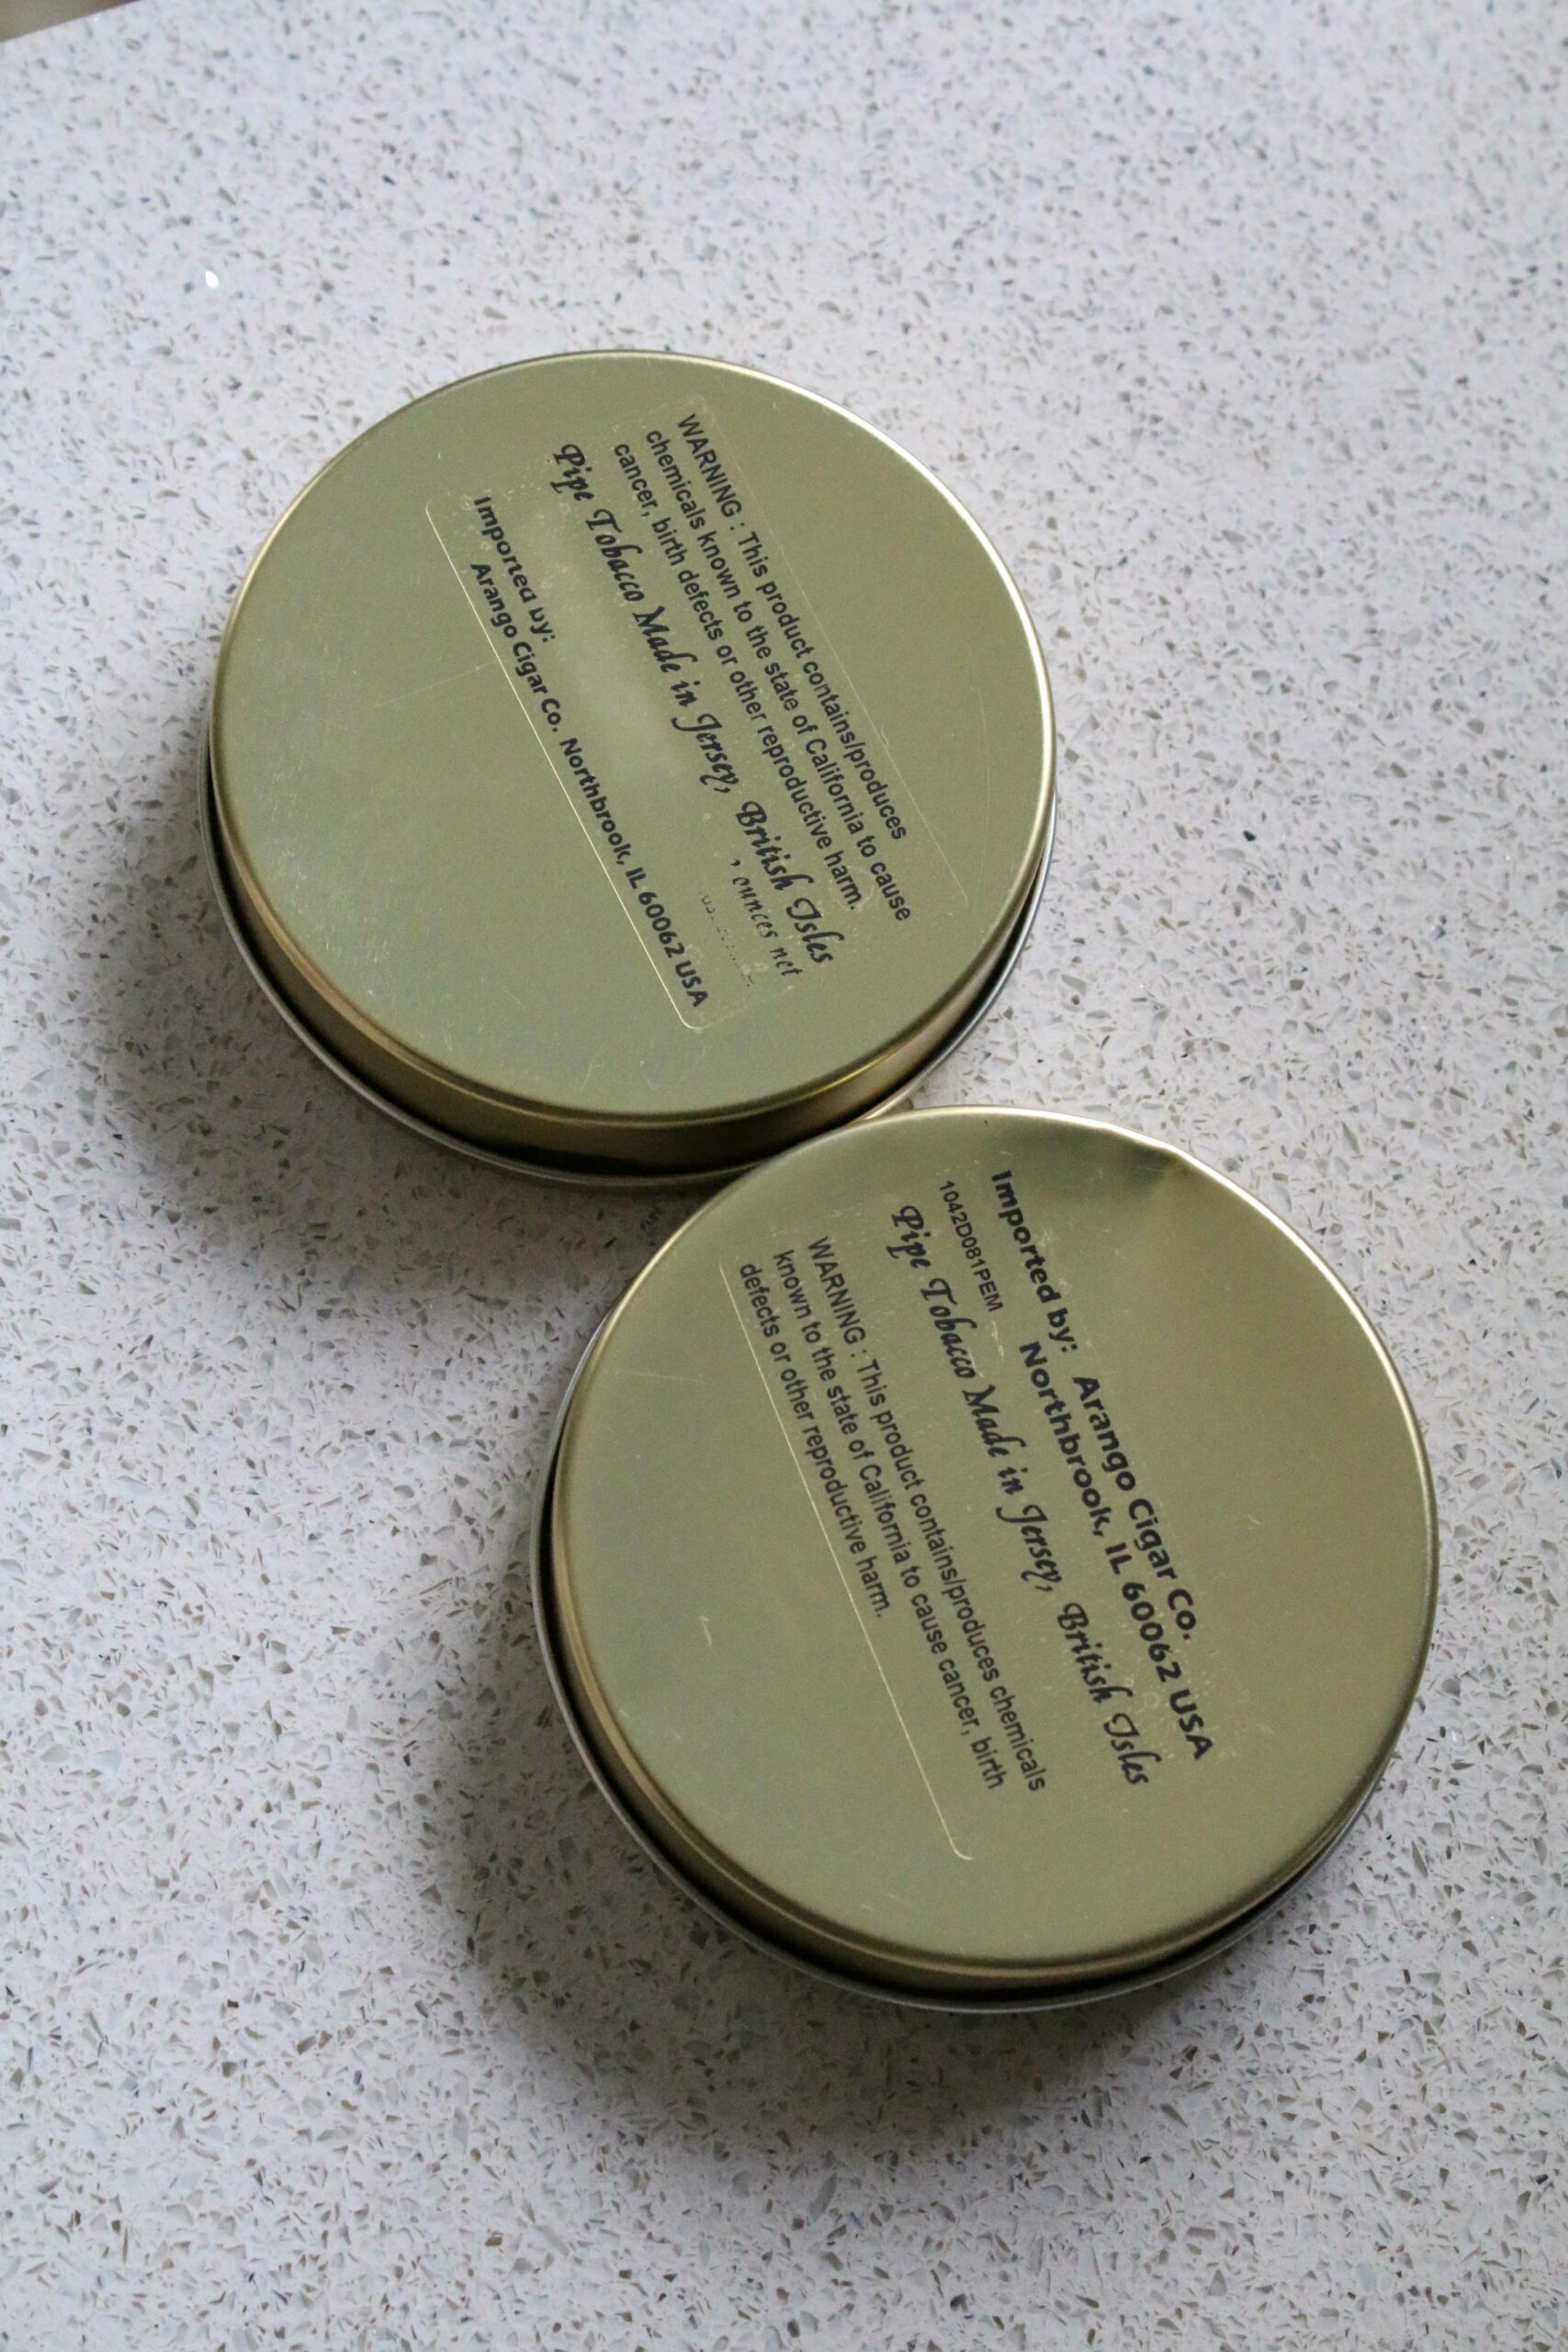 WARNING : This product contains/produces
chemicals known to the state of California to cause
cancer, birth defects or other reproductive harm.
Pipe Tobacco Made in Jersey, British Isles
ounces net
Imported by:
Arango Cigar Co. Northbrook, IL 60062 USA
Imported by: Arango Cigar Co.
Northbrook, IL 60062 USA
1042D081PEM
Pipe Tobacco Made in Jersey, British Isles
WARNING : This product contains/produces chemicals
known to the state of California to cause cancer, birth
defects or other reproductive harm.